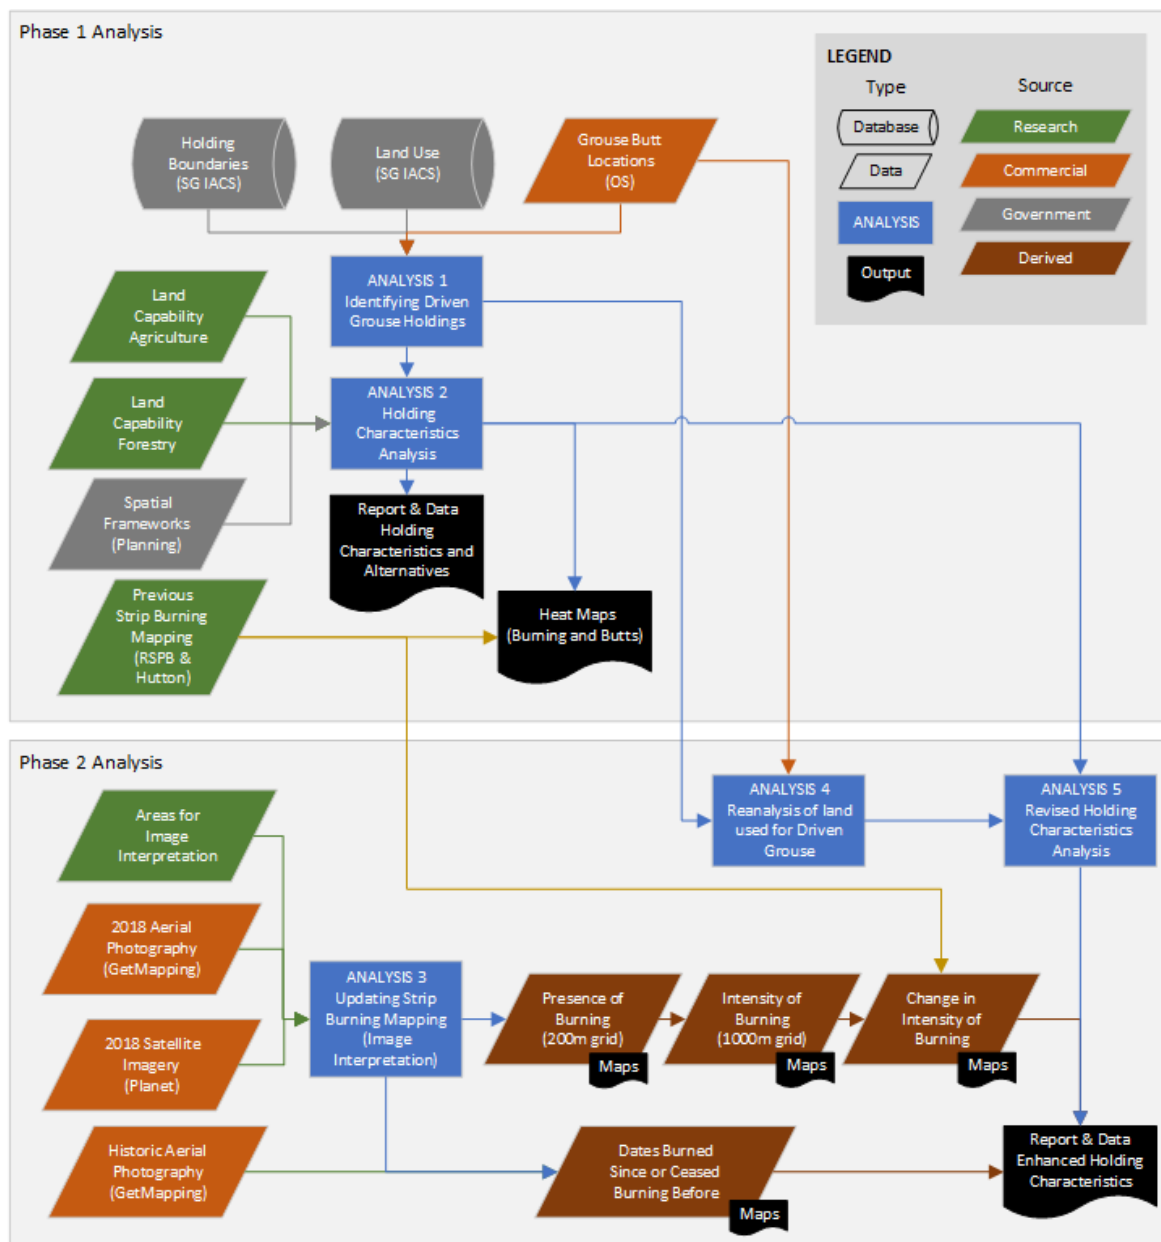 Phase 1 Analysis
LEGEND
Type
Source
Database
Research
Data
Commercial
ANALYSIS
Government
Output
Derived
Holding
Boundaries
(SG IACS)
Land Use
(SG IACS)
Grouse Butt
Locations
(OS)
ANALYSIS 1
Identifying Driven
Grouse Holdings
Land
Capability
Agriculture
ANALYSIS 2
Holding
Characteristics
Analysis
Land
Capability
Forestry
Spatial
Frameworks
(Planning)
Report & Data
Holding
Characteristics and
Alternatives
Previous
Strip Burning
Mapping
(RSPB &
Hutton)
Heat Maps
(Burning and Butts)
Phase 2 Analysis
Areas for
Image
Interpretation
ANALYSIS 4
Reanalysis of land
used for Driven
Grouse
ANALYSIS 5
Revised Holding
Characteristics
Analysis
2018 Aerial
Photography
(GetMapping)
ANALYSIS 3
Updating Strip
Burning Mapping
(Image
Interpretation)
Presence of
Burning
(200m grid)
Maps
Intensity of
Burning
(1000m grid)
Maps
Change in
Intensity of
Burning
Maps
2018 Satellite
Imagery
(Planet)
Historic Aerial
Photography
(GetMapping)
Dates Burned
Since or Ceased
Burning Before
Maps
Report & Data
Enhanced Holding
Characteristics